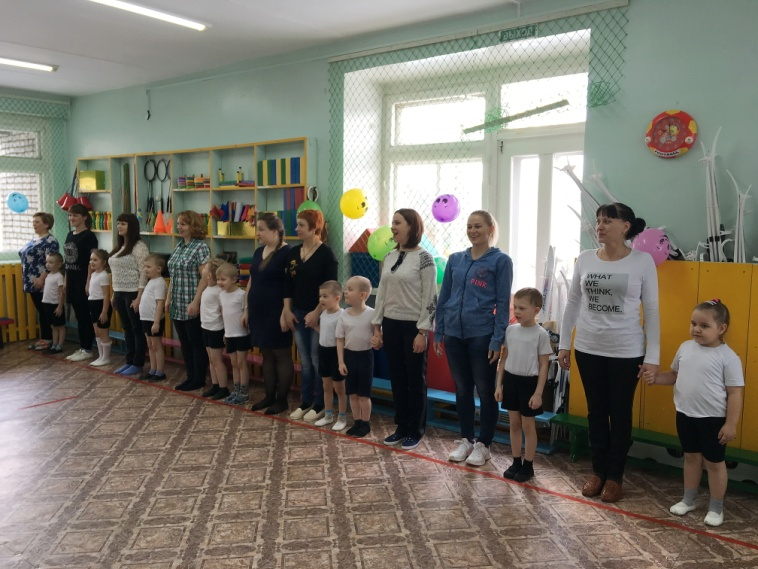 ВЫХОД
PINK
WHAT
WE
THINK,
WE
BECOME.